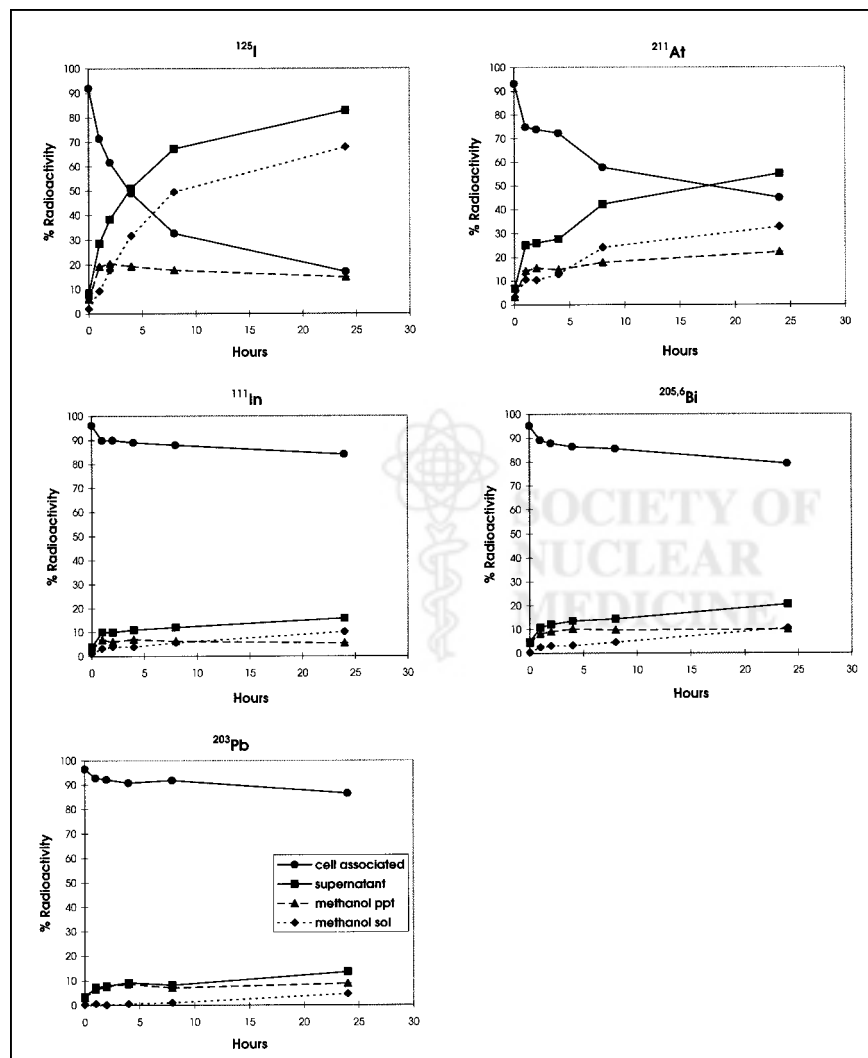 ¹²⁵I
100
90
80
70
60
50
40
30
20
10
0
% Radioactivity
0 5 10 15 20 25 30
Hours
²¹¹At
100
90
80
70
60
50
40
30
20
10
0
% Radioactivity
0 5 10 15 20 25 30
Hours
¹¹¹In
100
90
80
70
60
50
40
30
20
10
0
% Radioactivity
0 5 10 15 20 25 30
Hours
²⁰⁵,⁶Bi
100
90
80
70
60
50
40
30
20
10
0
% Radioactivity
0 5 10 15 20 25 30
Hours
SOCIETY OF
NUCLEAR
MEDICINE
²⁰³Pb
100
90
80
70
60
50
40
30
20
10
0
% Radioactivity
0 5 10 15 20 25 30
Hours
cell associated
supernatant
methanol ppt
methanol sol